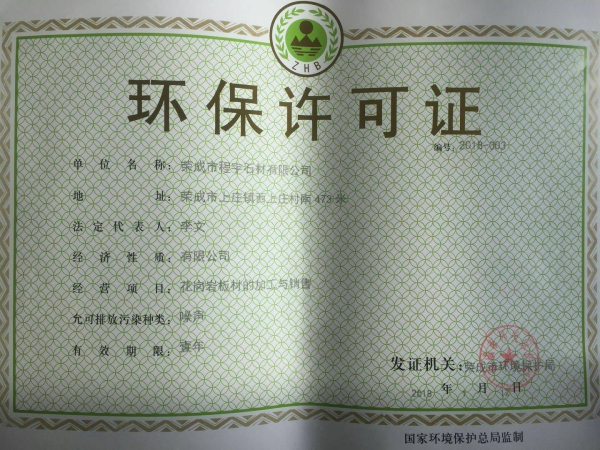 ZHB
环保许可证
编号：2018-003
单位名称：荣成市程宇石材有限公司
地址：荣成市上庄镇西上庄村南473米
法定代表人：李文
经济性质：有限公司
经营项目：花岗岩板材的加工与销售
允可排放污染种类：噪声
有效期限：壹年
发证机关：荣成市环境保护局
2018年 月 日
国家环境保护总局监制